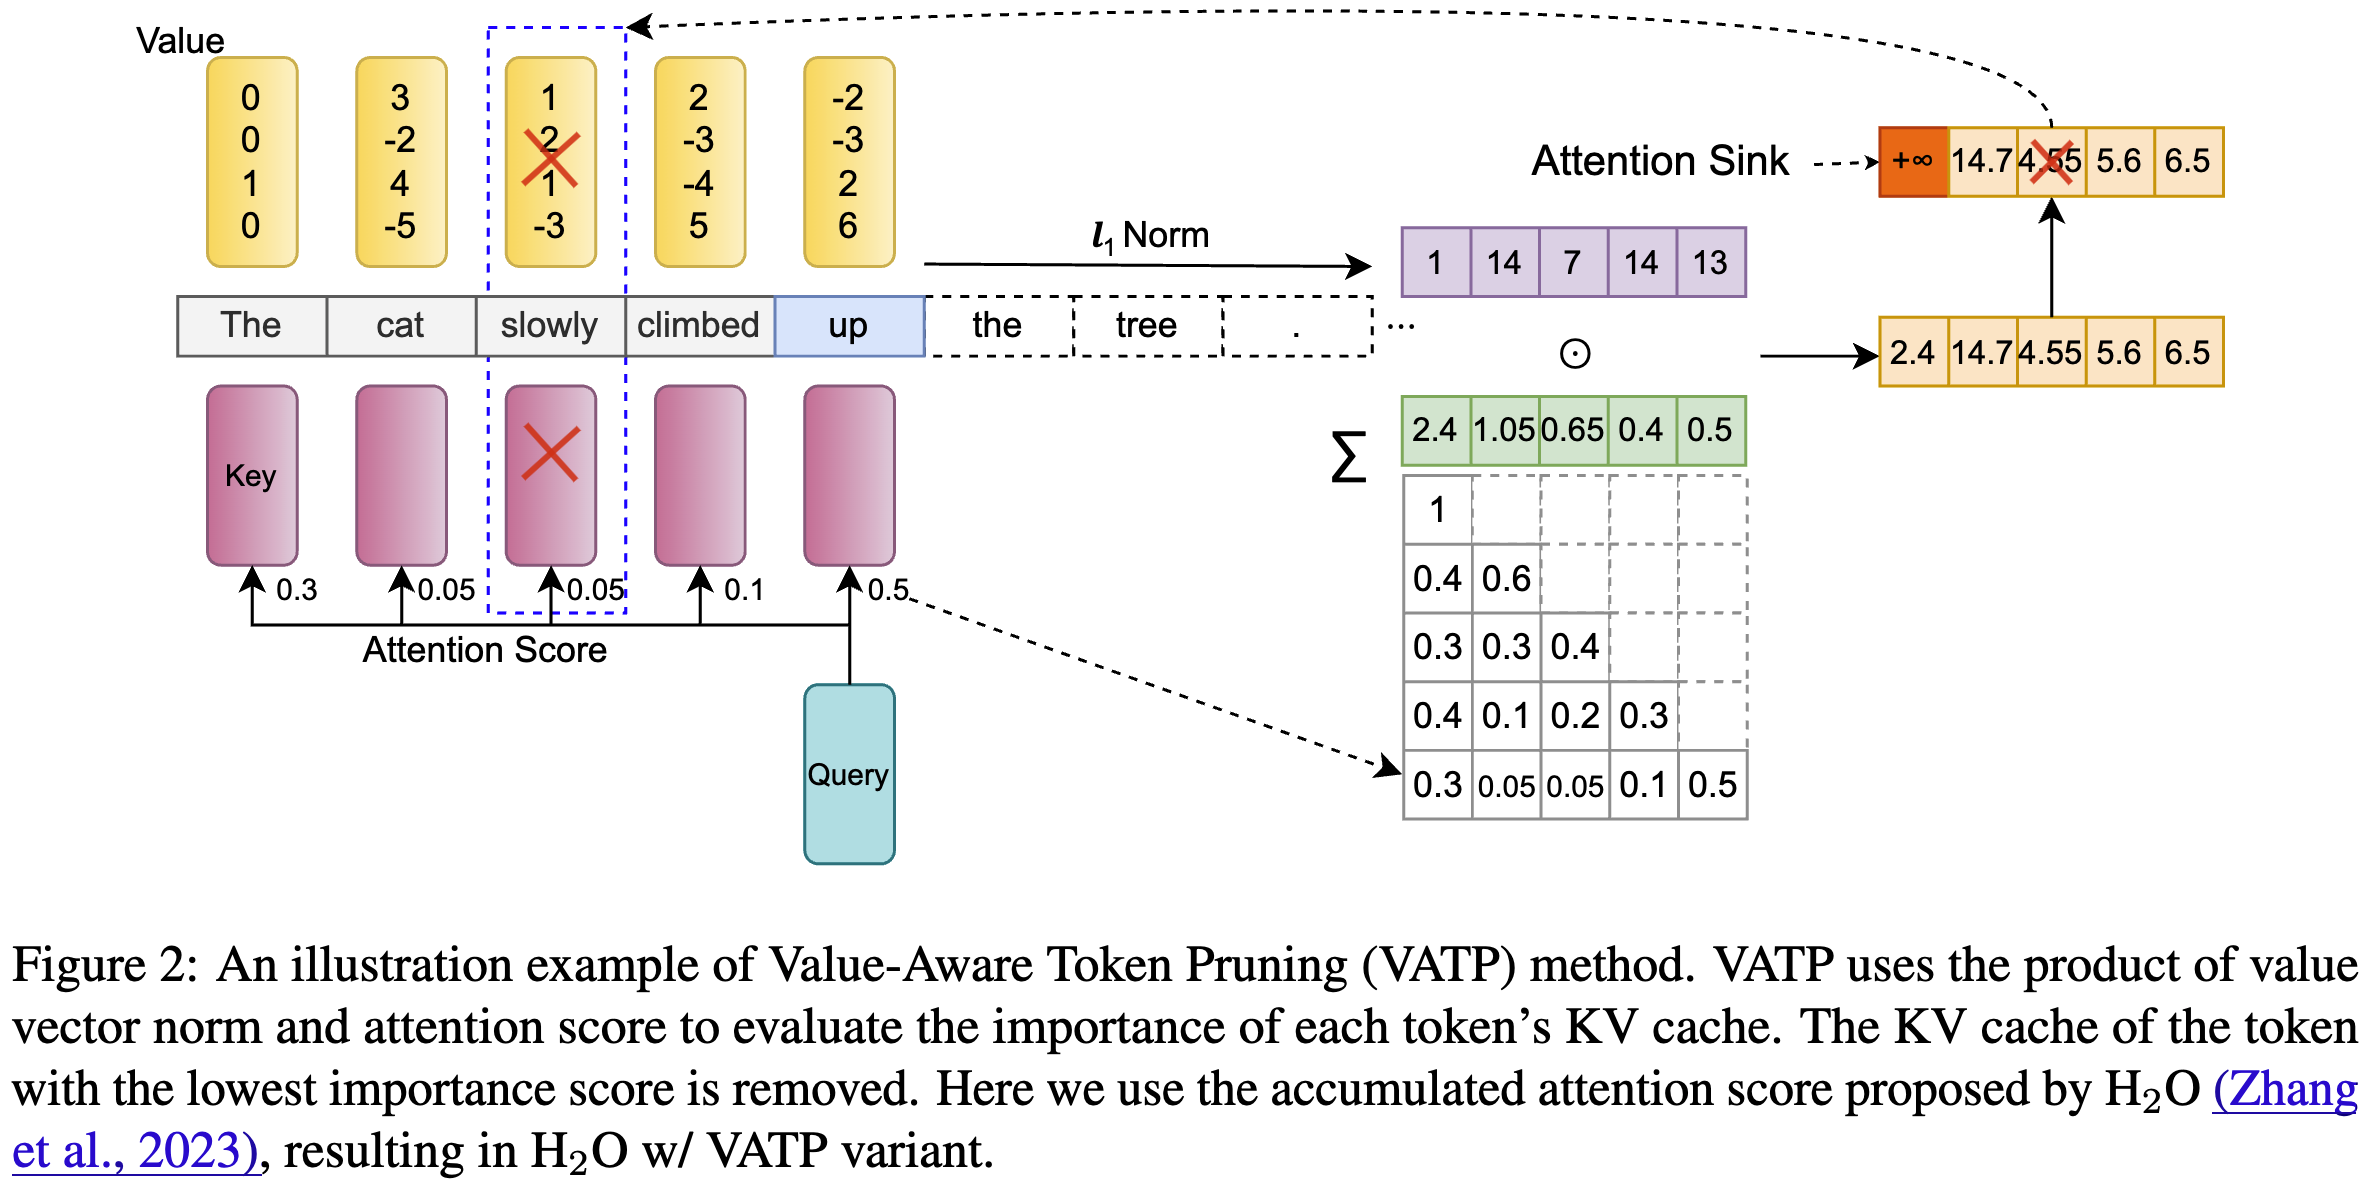 Value
0 3 1 2 -2
0 -2 2 -3 -3
1 4 1 -4 2
0 -5 -3 5 6
The cat slowly climbed up the tree . ...
Key
0.3 0.05 0.05 0.1 0.5
Attention Score
Query
l₁ Norm
1 14 7 14 13
⊙
∑
2.4 1.05 0.65 0.4 0.5
1
0.4 0.6
0.3 0.3 0.4
0.4 0.1 0.2 0.3
0.3 0.05 0.05 0.1 0.5
Attention Sink
+∞ 14.7 4.55 5.6 6.5
2.4 14.7 4.55 5.6 6.5
Figure 2: An illustration example of Value-Aware Token Pruning (VATP) method. VATP uses the product of value
vector norm and attention score to evaluate the importance of each token’s KV cache. The KV cache of the token
with the lowest importance score is removed. Here we use the accumulated attention score proposed by H₂O (Zhang
et al., 2023), resulting in H₂O w/ VATP variant.